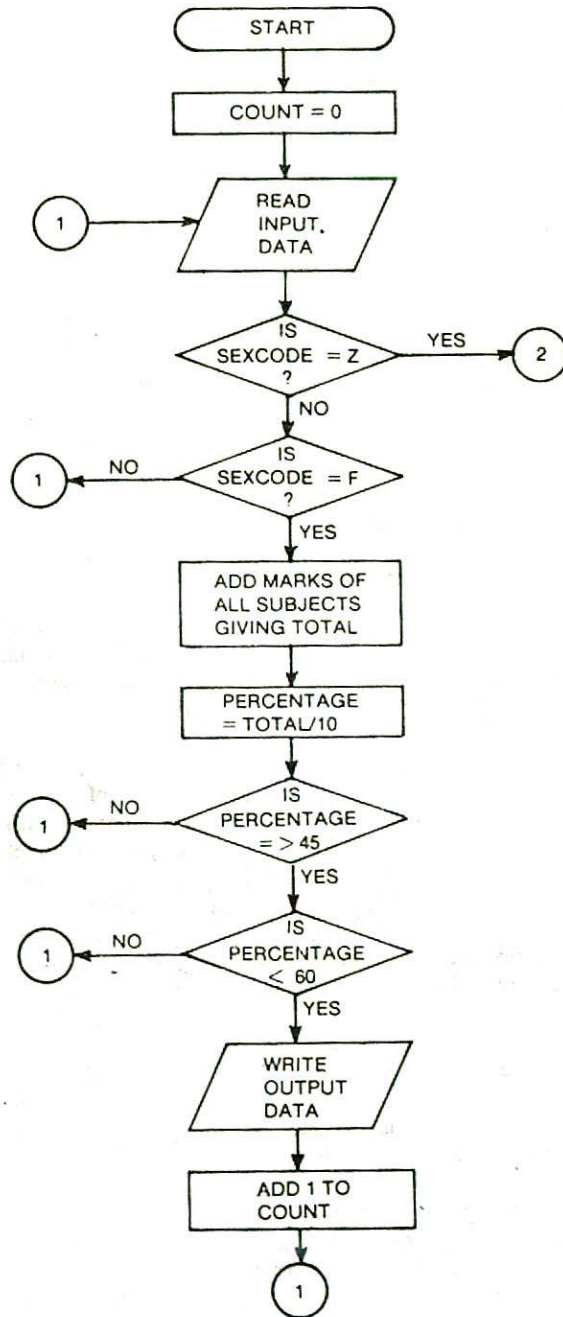 START
COUNT = 0
1
READ
INPUT.
DATA
IS
SEXCODE = Z
?
YES
2
NO
IS
SEXCODE = F
?
NO
1
YES
ADD MARKS OF
ALL SUBJECTS
GIVING TOTAL
PERCENTAGE
= TOTAL/10
IS
PERCENTAGE
= > 45
NO
1
YES
IS
PERCENTAGE
< 60
NO
1
YES
WRITE
OUTPUT
DATA
ADD 1 TO
COUNT
1